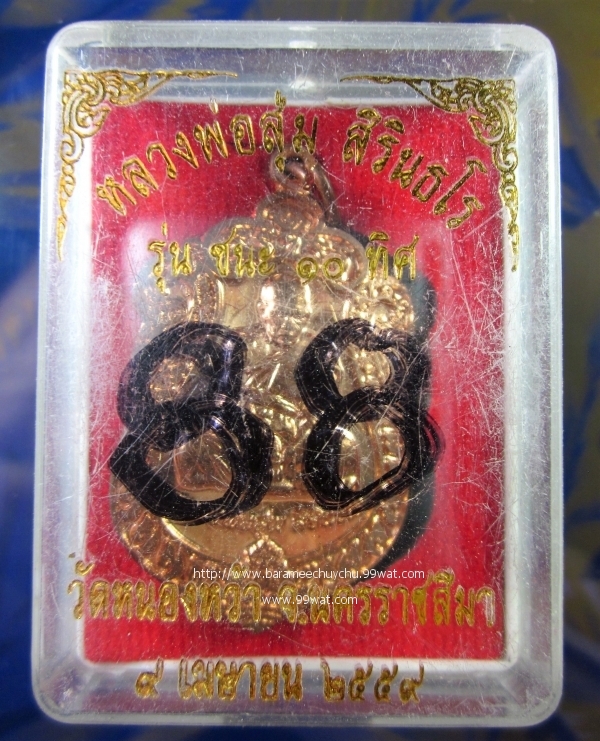 หลวงพ่อสุ่ม สิรินธโร
รุ่น ชนะ ๑๐ ทิศ
88
http://www.barameechuychu.99wat.com/
www.99wat.com
วัดหนองหวา จ.นครราชสีมา
๙ เมษายน ๒๕๕๙